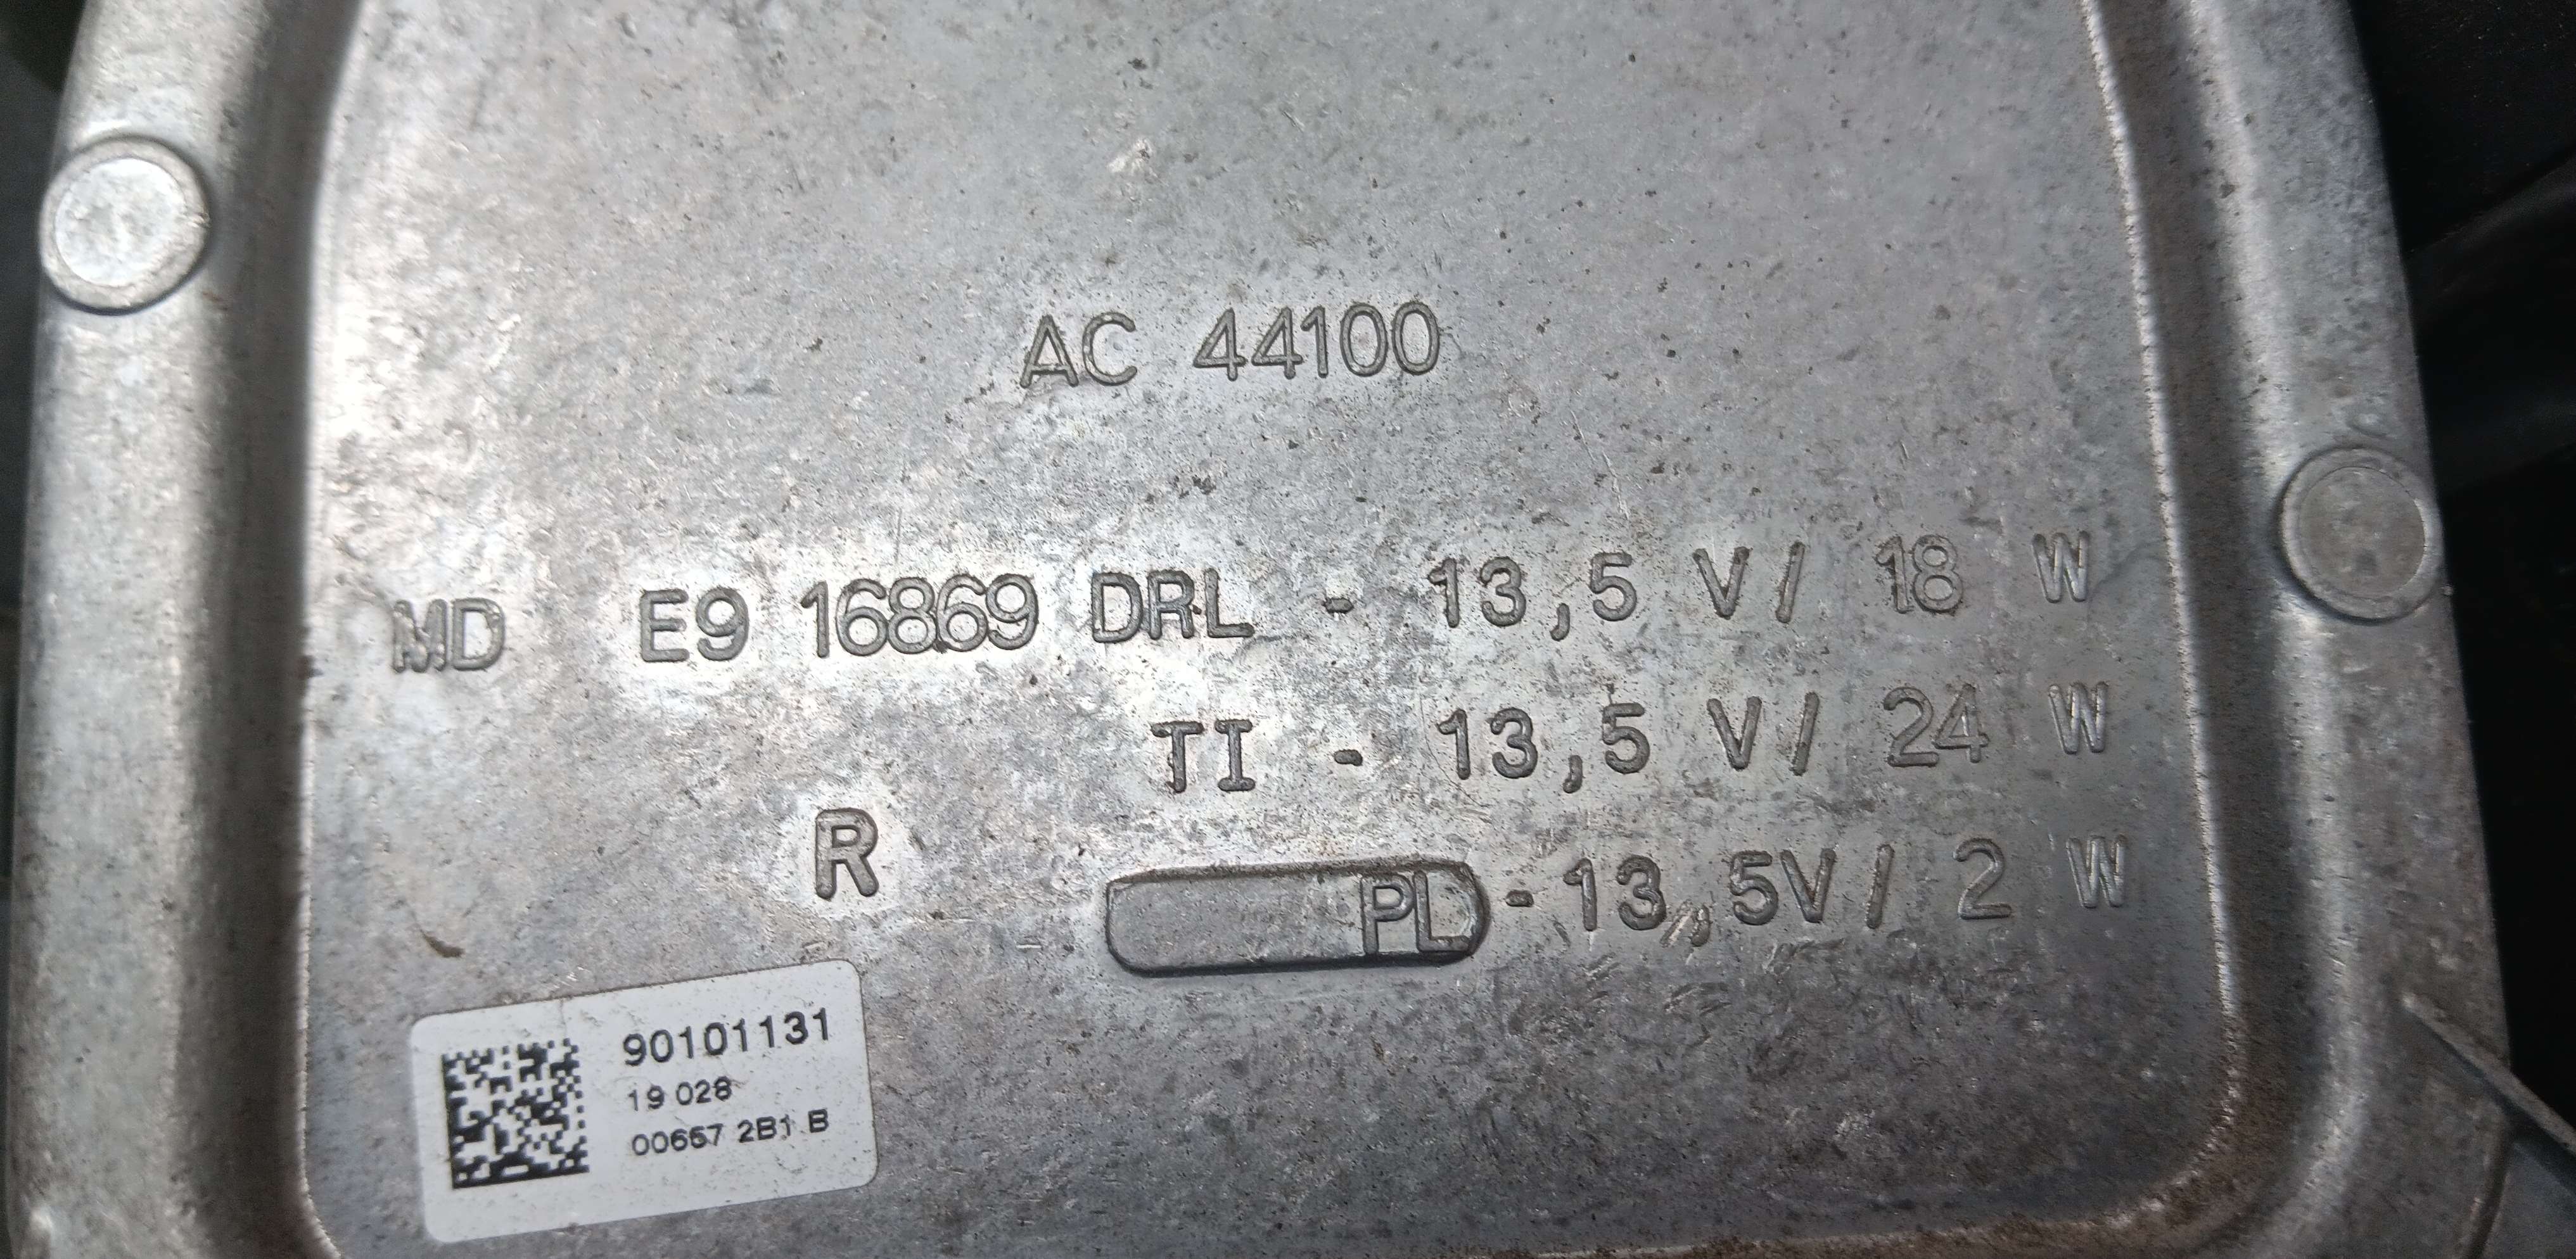 AC 44100
MD E9 16869 DRL - 13,5 V / 18 W
TI - 13,5 V / 24 W
R
PL - 13,5V / 2 W
90101131
19 028
00657 2B1 B